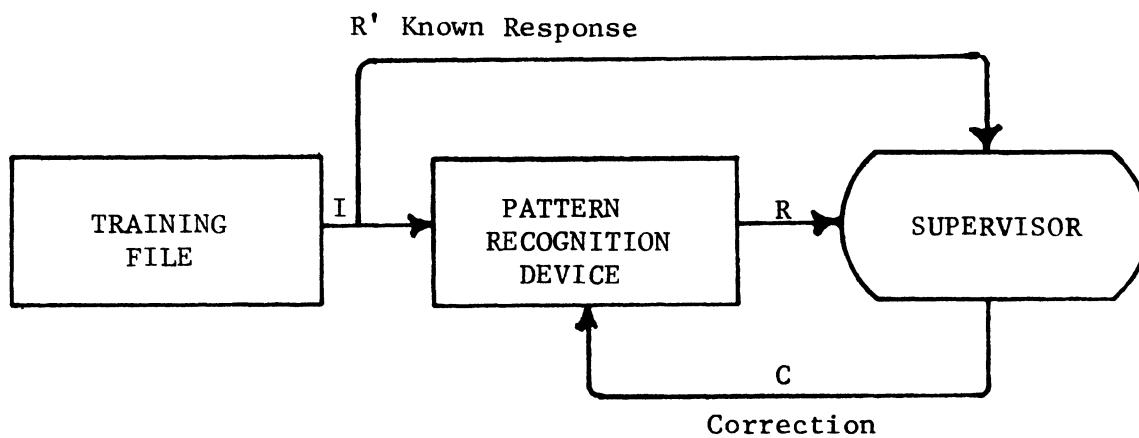 R' Known Response
TRAINING
FILE
I
PATTERN
RECOGNITION
DEVICE
R
SUPERVISOR
C
Correction